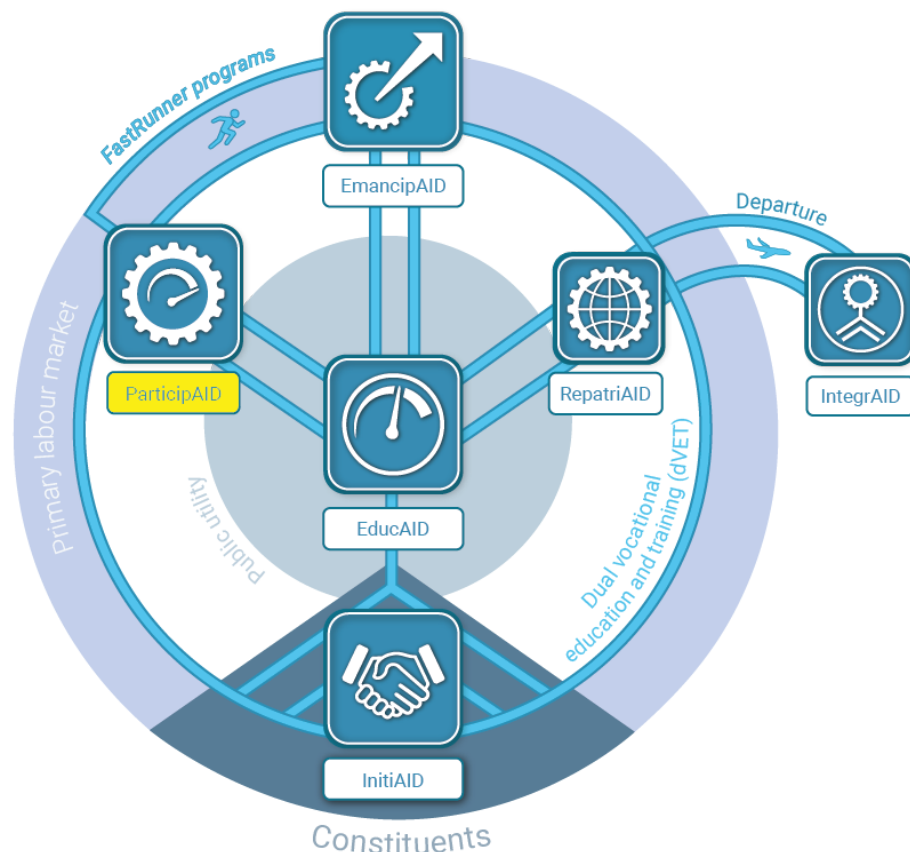 FastRunner programs
EmancipAID
Departure
ParticipAID
RepatriAID
IntegrAID
Primary labour market
Public utility
EducAID
Dual vocational
education and training (dVET)
InitiAID
Constituents